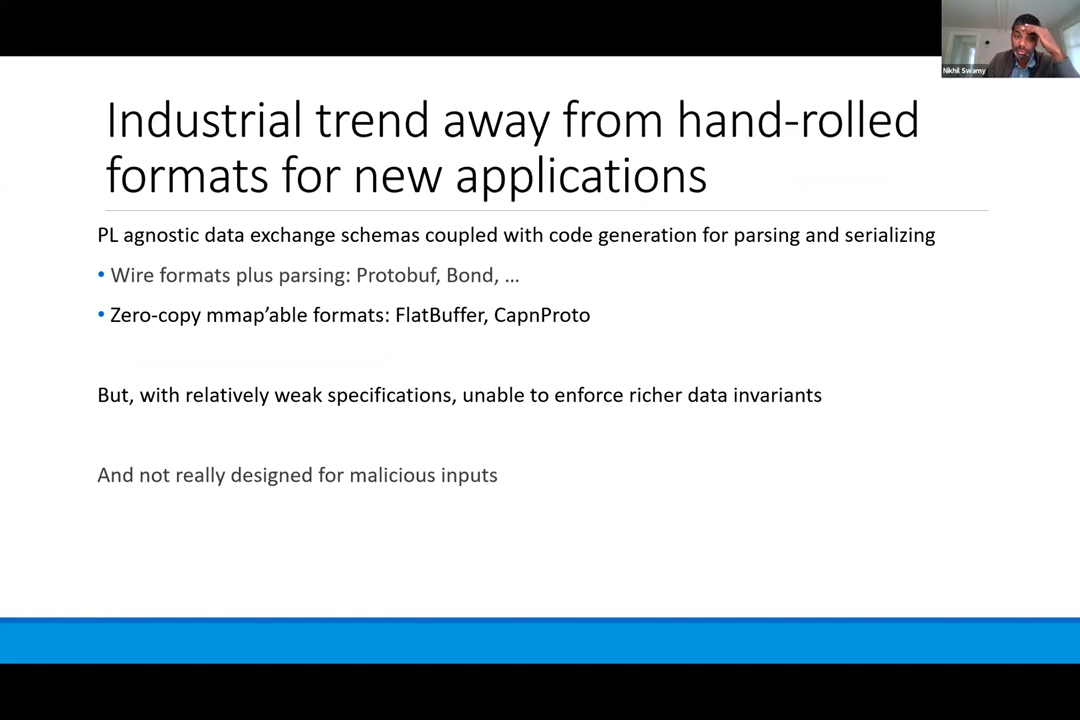 Nikhil Swamy
Industrial trend away from hand-rolled
formats for new applications
PL agnostic data exchange schemas coupled with code generation for parsing and serializing
• Wire formats plus parsing: Protobuf, Bond, …
• Zero-copy mmap’able formats: FlatBuffer, CapnProto
But, with relatively weak specifications, unable to enforce richer data invariants
And not really designed for malicious inputs